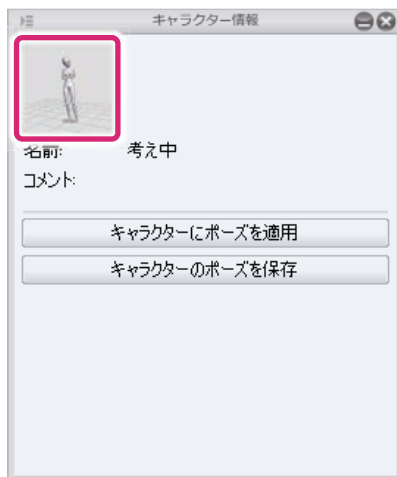 キャラクター情報
名前: 考え中
コメント:
キャラクターにポーズを適用
キャラクターのポーズを保存